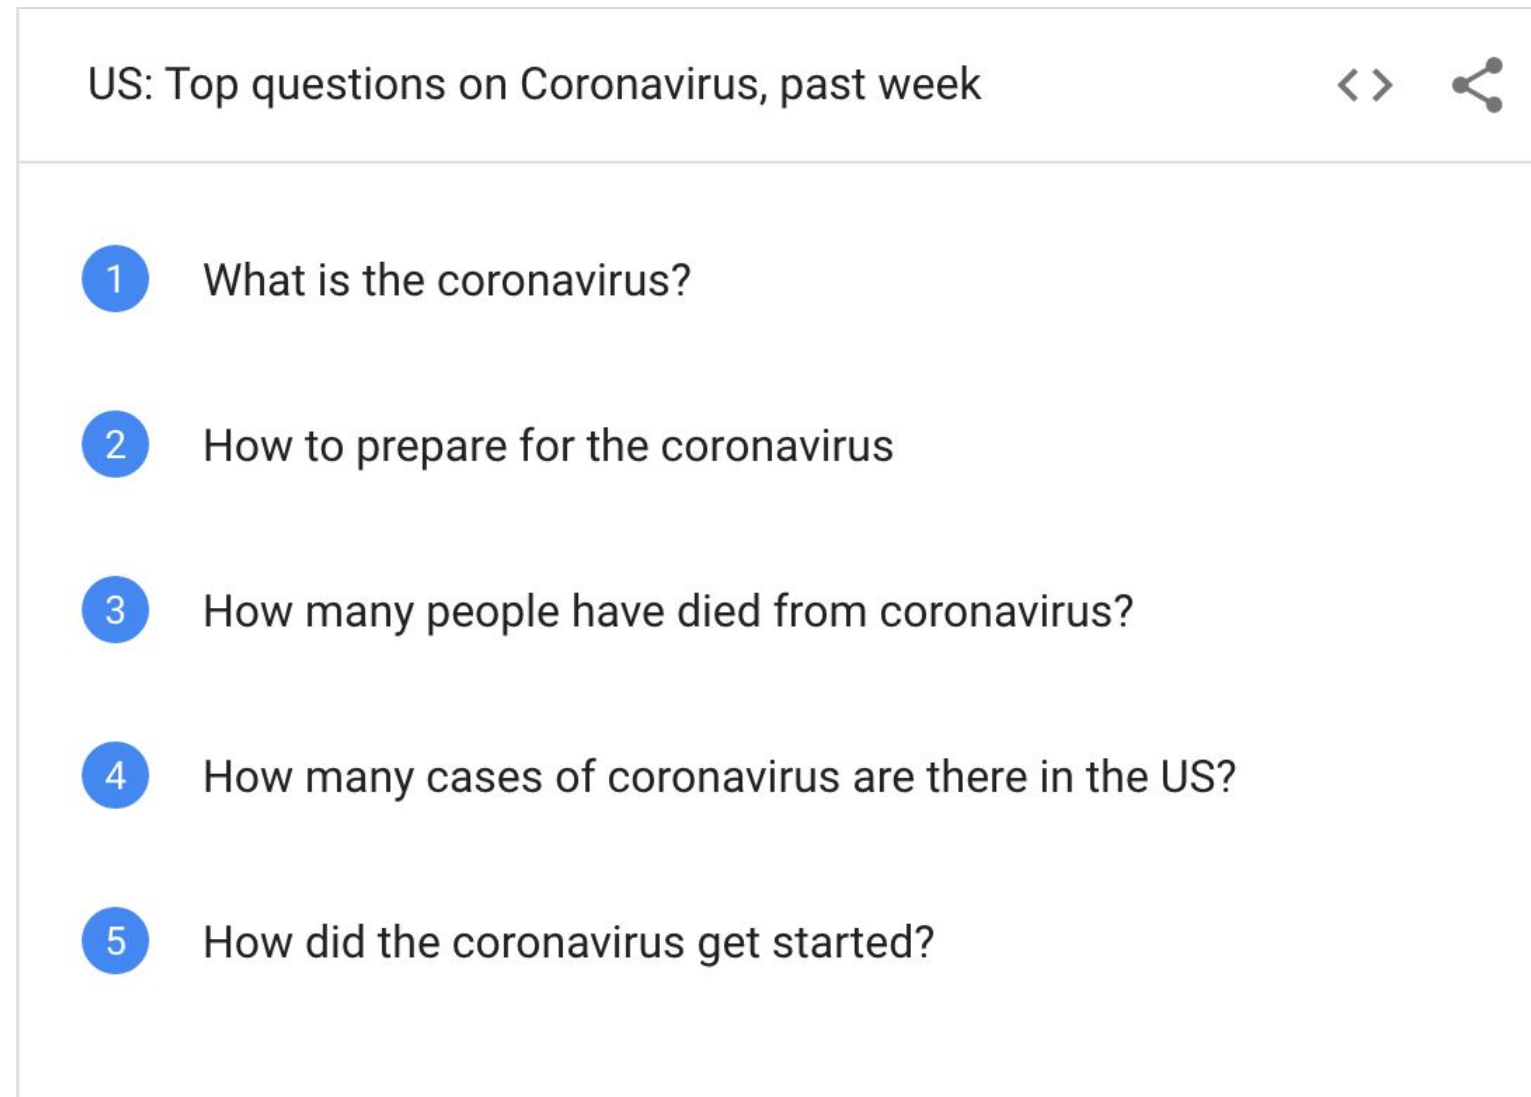 US: Top questions on Coronavirus, past week
1 What is the coronavirus?
2 How to prepare for the coronavirus
3 How many people have died from coronavirus?
4 How many cases of coronavirus are there in the US?
5 How did the coronavirus get started?